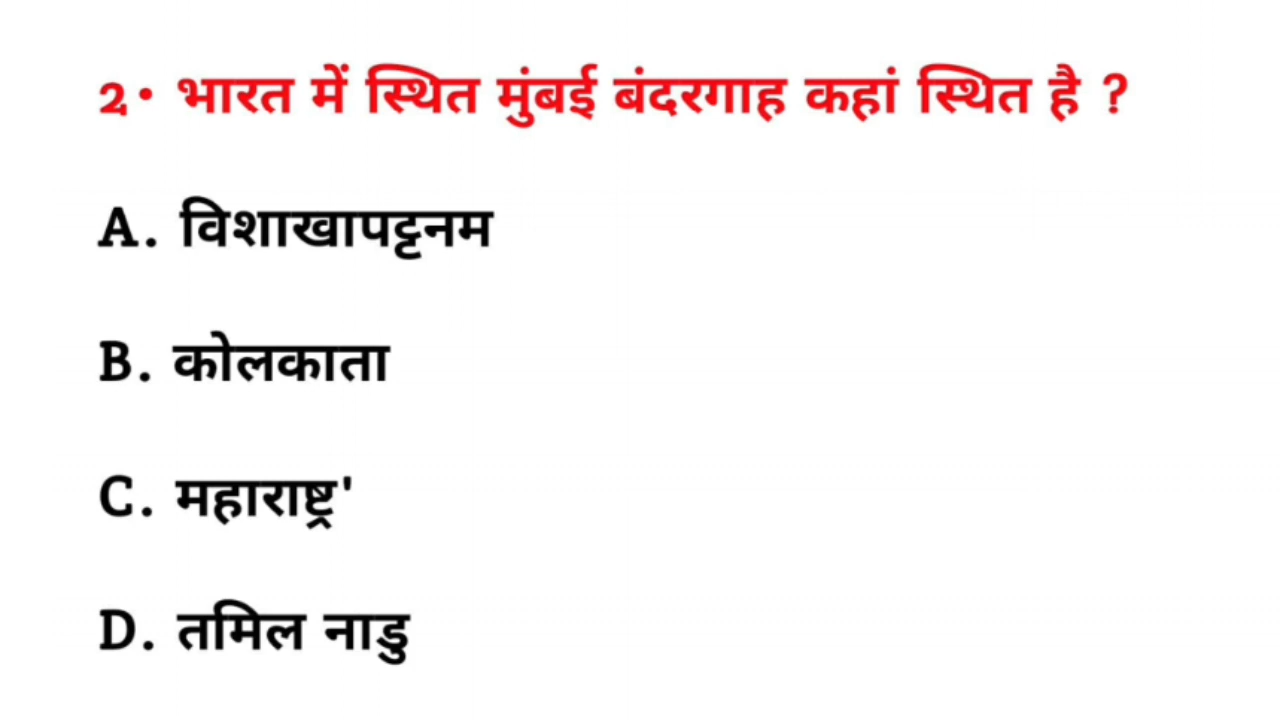 2• भारत में स्थित मुंबई बंदरगाह कहां स्थित है ?
A. विशाखापट्टनम
B. कोलकाता
C. महाराष्ट्र'
D. तमिल नाडु